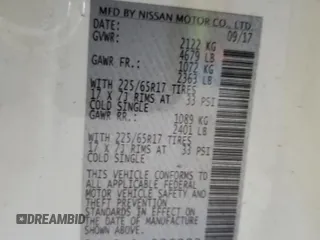 MFD BY NISSAN MOTOR CO., LTD.
DATE: 09/17
GVWR: 2122 KG
4679 LB
GAWR FR.: 1072 KG
2363 LB
WITH 225/65R17 TIRES
17 X 7J RIMS AT 33 PSI
COLD SINGLE
GAWR RR.: 1089 KG
2401 LB
WITH 225/65R17 TIRES
17 X 7J RIMS AT 33 PSI
COLD SINGLE
THIS VEHICLE CONFORMS TO
ALL APPLICABLE FEDERAL
MOTOR VEHICLE SAFETY AND
THEFT PREVENTION
STANDARDS IN EFFECT ON
DREAMBID